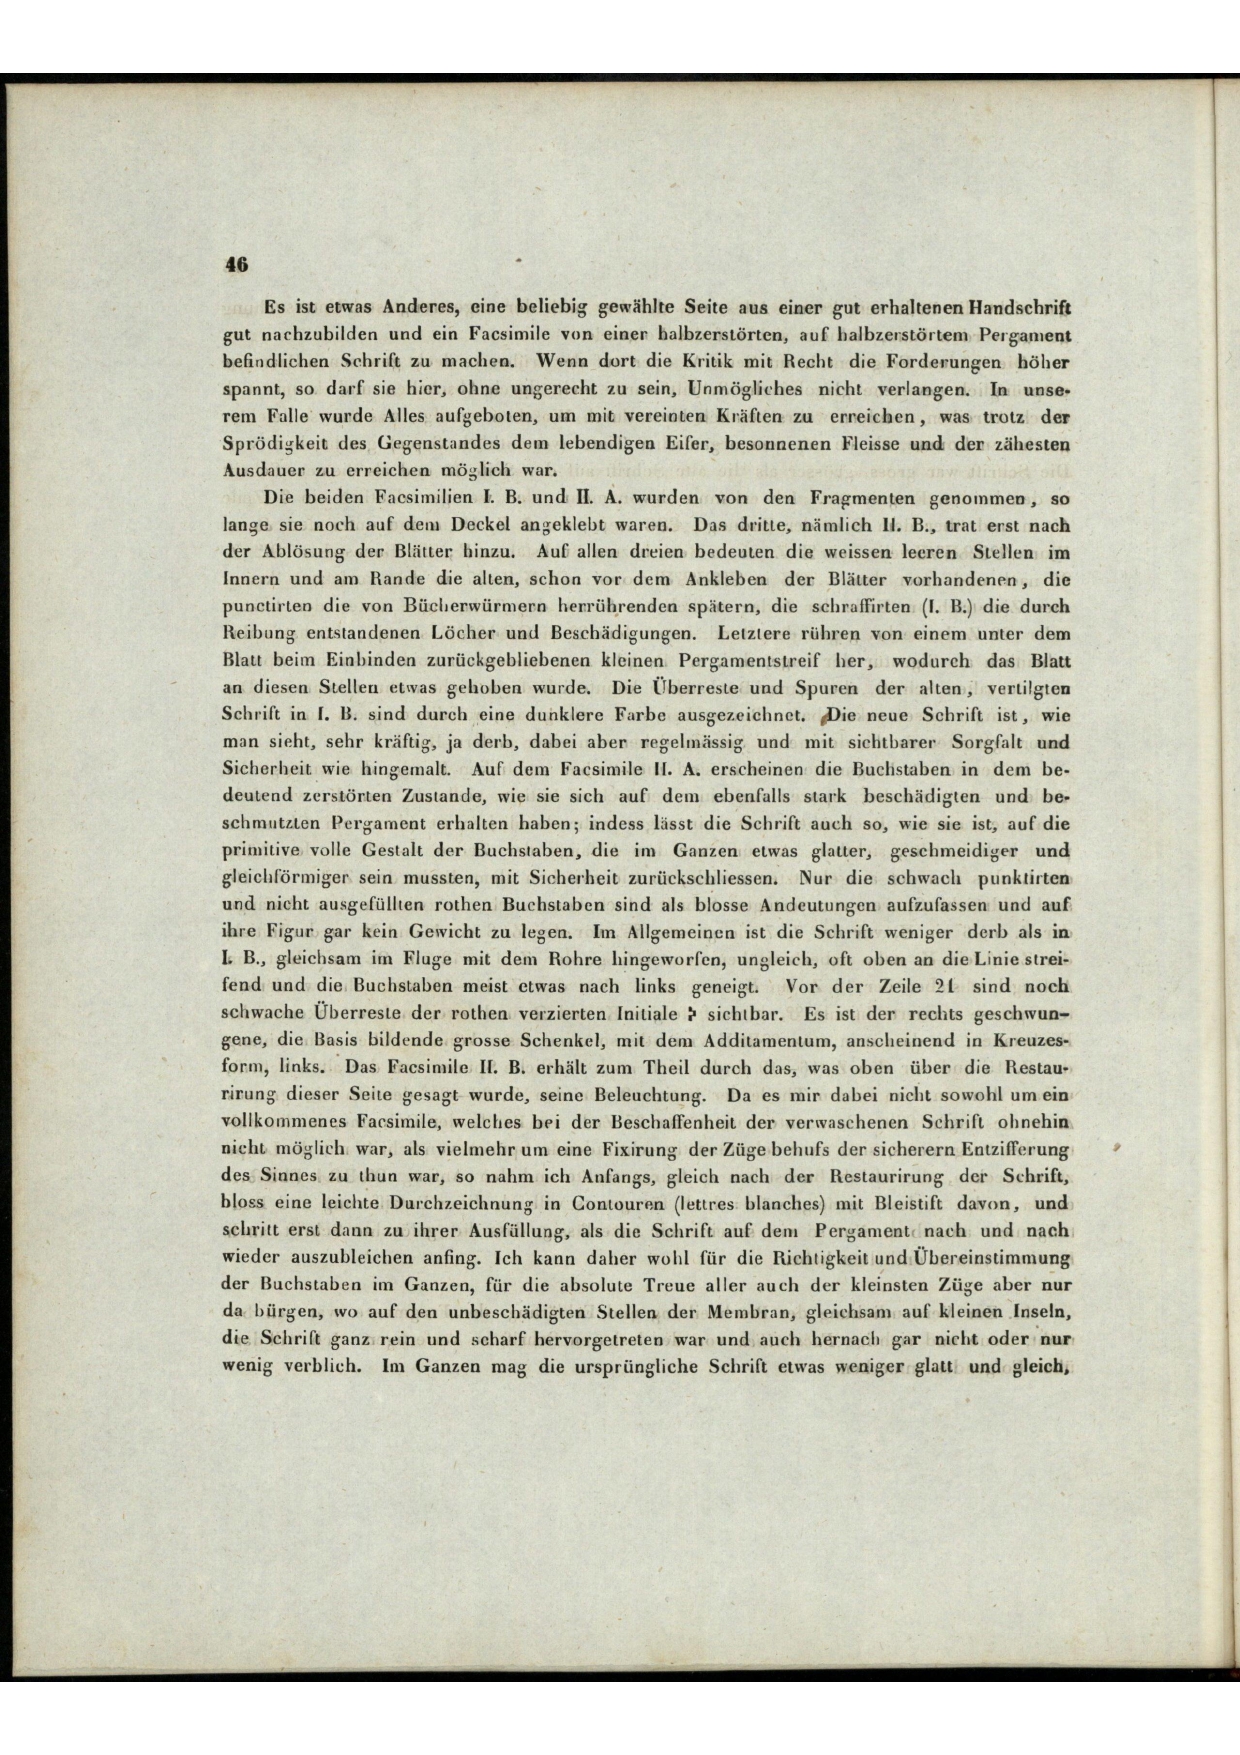 46
Es ist etwas Anderes, eine beliebig gewählte Seite aus einer gut erhaltenen Handschrift
gut nachzubilden und ein Facsimile von einer halbzerstörten, auf halbzerstörtem Pergament
befindlichen Schrift zu machen. Wenn dort die Kritik mit Recht die Forderungen höher
spannt, so darf sie hier, ohne ungerecht zu sein, Unmögliches nicht verlangen. In unse-
rem Falle wurde Alles aufgeboten, um mit vereinten Kräften zu erreichen, was trotz der
Sprödigkeit des Gegenstandes dem lebendigen Eifer, besonnenen Fleisse und der zähesten
Ausdauer zu erreichen möglich war.
Die beiden Facsimilien I. B. und II. A. wurden von den Fragmenten genommen, so
lange sie noch auf dem Deckel angeklebt waren. Das dritte, nämlich II. B., trat erst nach
der Ablösung der Blätter hinzu. Auf allen dreien bedeuten die weissen leeren Stellen im
Innern und am Rande die alten, schon vor dem Ankleben der Blätter vorhandenen, die
punctirten die von Bücherwürmern herrührenden spätern, die schraffirten (I. B.) die durch
Reibung entstandenen Löcher und Beschädigungen. Letztere rühren von einem unter dem
Blatt beim Einbinden zurückgebliebenen kleinen Pergamentstreif her, wodurch das Blatt
an diesen Stellen etwas gehoben wurde. Die Überreste und Spuren der alten, vertilgten
Schrift in I. B. sind durch eine dunklere Farbe ausgezeichnet. Die neue Schrift ist, wie
man sieht, sehr kräftig, ja derb, dabei aber regelmässig und mit sichtbarer Sorgfalt und
Sicherheit wie hingemalt. Auf dem Facsimile II. A. erscheinen die Buchstaben in dem be-
deutend zerstörten Zustande, wie sie sich auf dem ebenfalls stark beschädigten und be-
schmutzten Pergament erhalten haben; indess lässt die Schrift auch so, wie sie ist, auf die
primitive volle Gestalt der Buchstaben, die im Ganzen etwas glatter, geschmeidiger und
gleichförmiger sein mussten, mit Sicherheit zurückschliessen. Nur die schwach punktirten
und nicht ausgefüllten rothen Buchstaben sind als blosse Andeutungen aufzufassen und auf
ihre Figur gar kein Gewicht zu legen. Im Allgemeinen ist die Schrift weniger derb als in
I. B., gleichsam im Fluge mit dem Rohre hingeworfen, ungleich, oft oben an die Linie strei-
fend und die Buchstaben meist etwas nach links geneigt. Vor der Zeile 21 sind noch
schwache Überreste der rothen verzierten Initiale sichtbar. Es ist der rechts geschwun-
gene, die Basis bildende grosse Schenkel, mit dem Additamentum, anscheinend in Kreuzes-
form, links. Das Facsimile II. B. erhält zum Theil durch das, was oben über die Restau-
rirung dieser Seite gesagt wurde, seine Beleuchtung. Da es mir dabei nicht sowohl um ein
vollkommenes Facsimile, welches bei der Beschaffenheit der verwaschenen Schrift ohnehin
nicht möglich war, als vielmehr um eine Fixirung der Züge behufs der sicherern Entzifferung
des Sinnes zu thun war, so nahm ich Anfangs, gleich nach der Restaurirung der Schrift,
bloss eine leichte Durchzeichnung in Contouren (lettres blanches) mit Bleistift davon, und
schritt erst dann zu ihrer Ausfüllung, als die Schrift auf dem Pergament nach und nach
wieder auszubleichen anfing. Ich kann daher wohl für die Richtigkeit und Übereinstimmung
der Buchstaben im Ganzen, für die absolute Treue aller auch der kleinsten Züge aber nur
da bürgen, wo auf den unbeschädigten Stellen der Membran, gleichsam auf kleinen Inseln,
die Schrift ganz rein und scharf hervorgetreten war und auch hernach gar nicht oder nur
wenig verblich. Im Ganzen mag die ursprüngliche Schrift etwas weniger glatt und gleich,